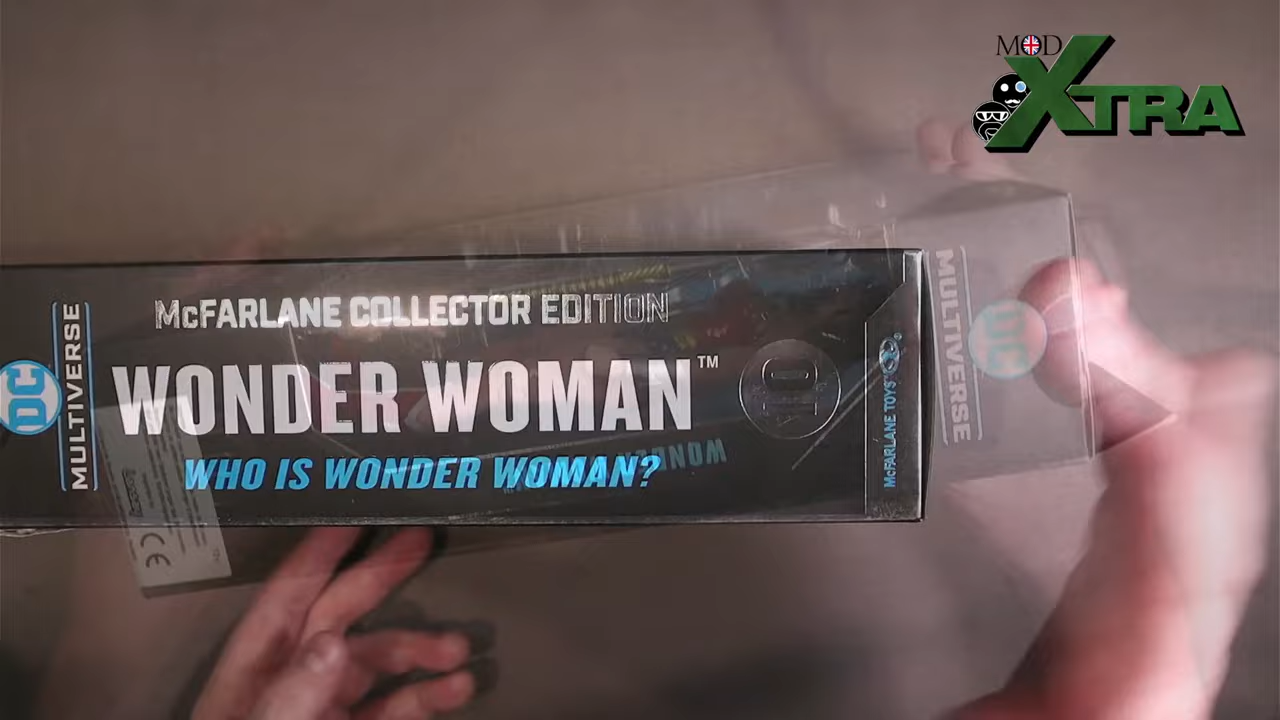 MOD
XTRA
McFARLANE COLLECTOR EDITION
WONDER WOMAN™
WHO IS WONDER WOMAN?
DC
MULTIVERSE
McFARLANE TOYS
MULTIVERSE
DC
CE